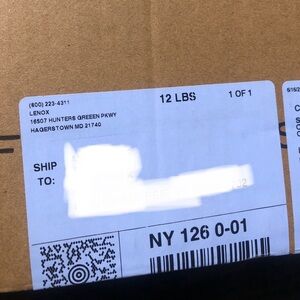 (800) 223-4311
LENOX
16507 HUNTERS GREEEN PKWY
HAGERSTOWN MD 21740
12 LBS
1 OF 1
SHIP
TO:
NY 126 0-01